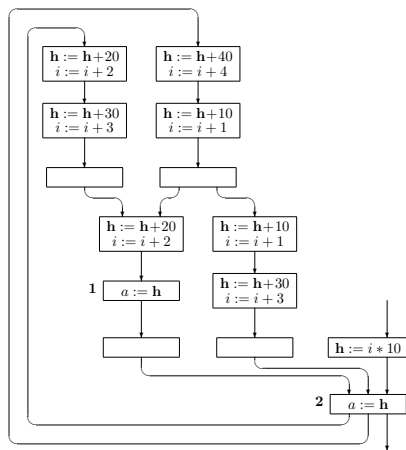 h := h+20
i := i + 2
h := h+40
i := i + 4
h := h+30
i := i + 3
h := h+10
i := i + 1
h := h+20
i := i + 2
h := h+10
i := i + 1
1
a := h
h := h+30
i := i + 3
h := i ∗ 10
2
a := h